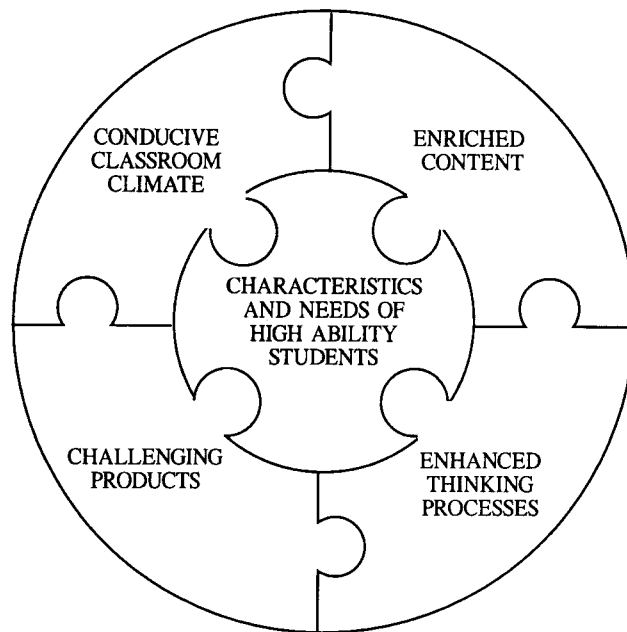 CONDUCIVE
CLASSROOM
CLIMATE
ENRICHED
CONTENT
CHARACTERISTICS
AND NEEDS OF
HIGH ABILITY
STUDENTS
CHALLENGING
PRODUCTS
ENHANCED
THINKING
PROCESSES